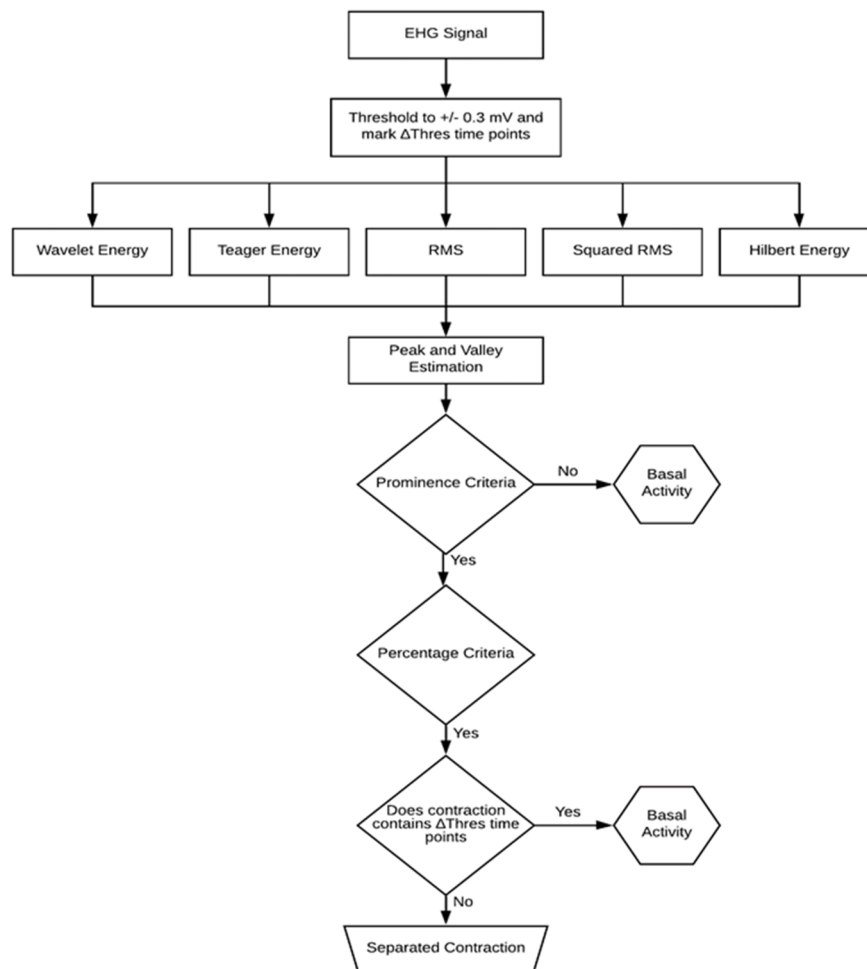 EHG Signal
Threshold to +/- 0.3 mV and
mark ΔThres time points
Wavelet Energy
Teager Energy
RMS
Squared RMS
Hilbert Energy
Peak and Valley
Estimation
Prominence Criteria
No
Basal
Activity
Yes
Percentage Criteria
Yes
Does contraction
contains ΔThres time
points
Yes
Basal
Activity
No
Separated Contraction